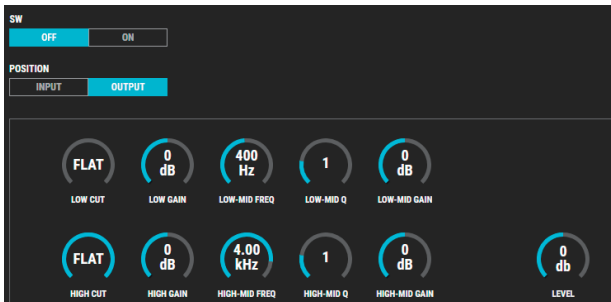 SW
OFF ON
POSITION
INPUT OUTPUT
FLAT 0 dB 400 Hz 1 0 dB
LOW CUT LOW GAIN LOW-MID FREQ LOW-MID Q LOW-MID GAIN
FLAT 0 dB 4.00 kHz 1 0 dB 0 db
HIGH CUT HIGH GAIN HIGH-MID FREQ HIGH-MID Q HIGH-MID GAIN LEVEL